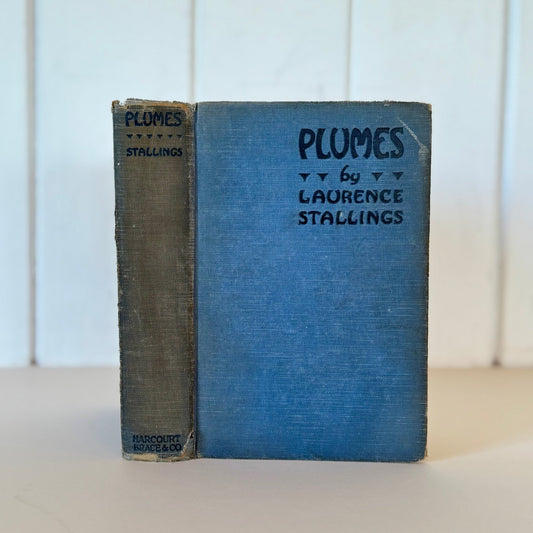 PLUMES
STALLINGS
HARCOURT
BRACE & CO
PLUMES
by
LAURENCE
STALLINGS